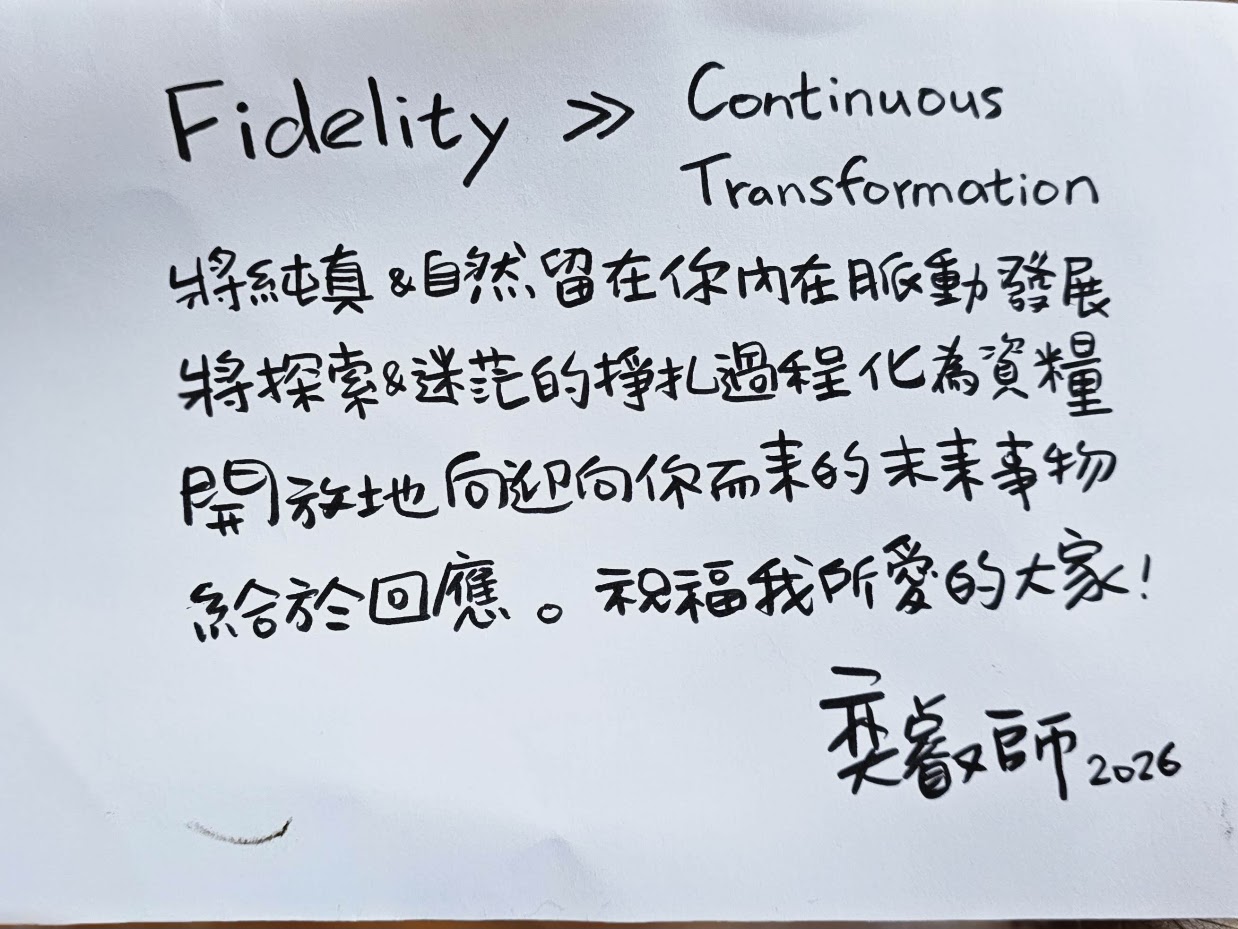 Fidelity >> Continuous
Transformation
將純真&自然留在你內在脈動發展
將探索&迷茫的掙扎過程化為資糧
開放地向迎向你而来的未来事物
給於回應。祝福我所愛的大家!
奕睿師 2026